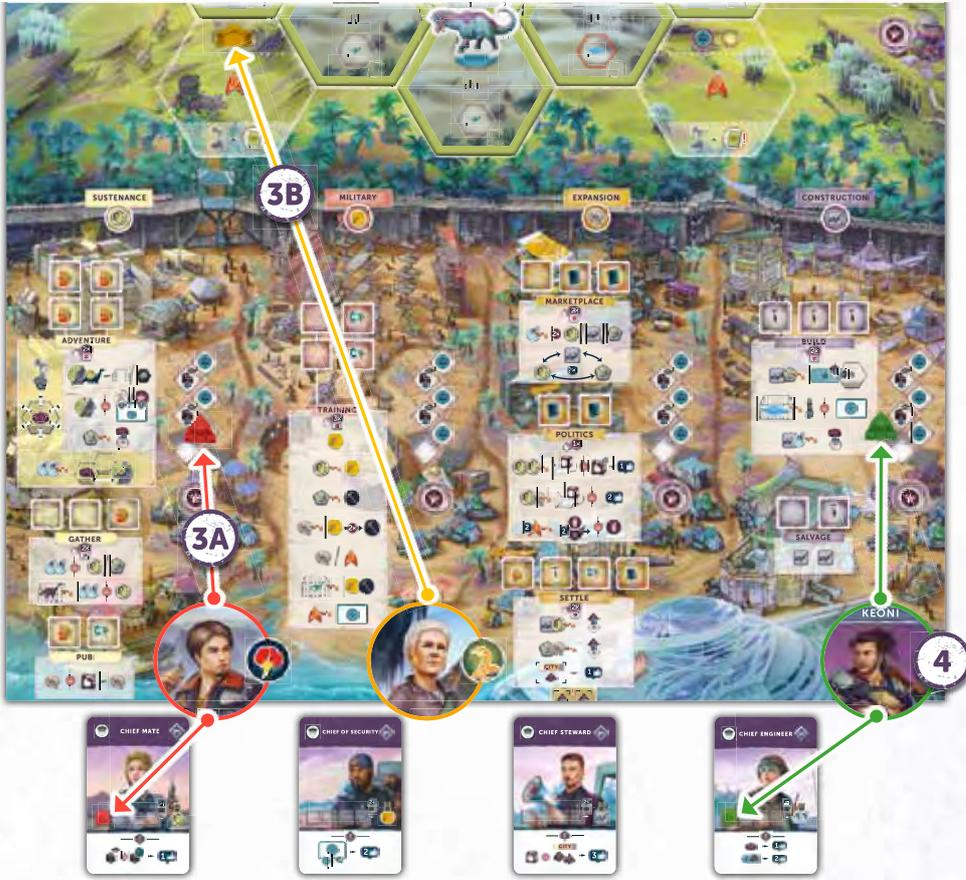 3B
SUSTENANCE
MILITARY
EXPANSION
CONSTRUCTION
MARKETPLACE
ADVENTURE
BUILD
TRAINING
POLITICS
3A
GATHER
SALVAGE
SETTLE
KEONI
CITY
PUB
4
CHIEF MATE
CHIEF OF SECURITY
CHIEF STEWARD
CHIEF ENGINEER
CITY